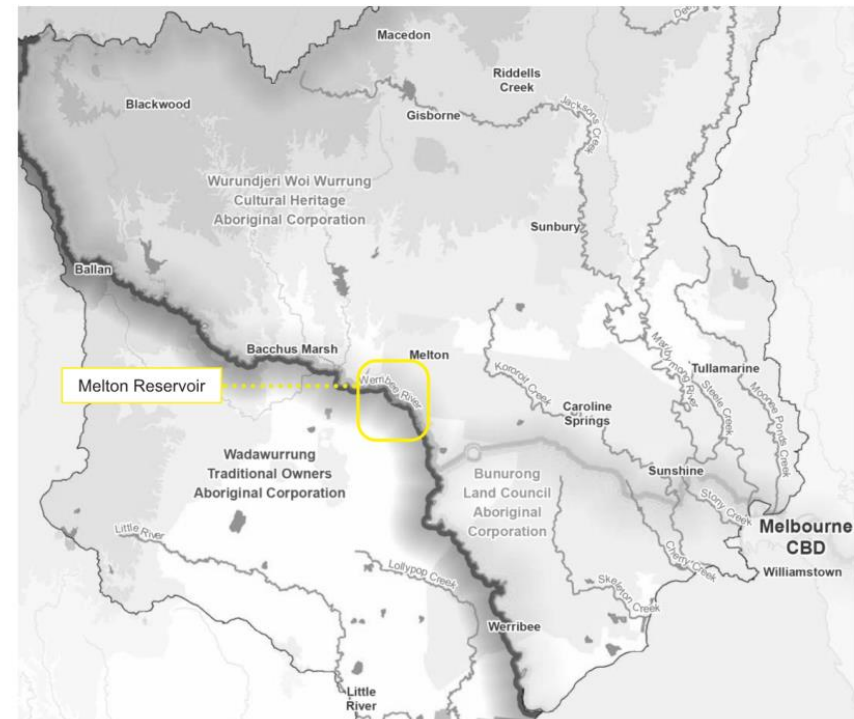 Macedon
Riddells
Creek
Blackwood
Gisborne
Jacksons Creek
Wurundjeri Woi Wurrung
Cultural Heritage
Aboriginal Corporation
Sunbury
Ballan
Bacchus Marsh
Melton
Maribyrnong River
Tullamarine
Melton Reservoir
Werribee River
Kororoit Creek
Steele Creek
Moonee Ponds Creek
Caroline
Springs
Wadawurrung
Traditional Owners
Aboriginal Corporation
Bunurong
Land Council
Aboriginal
Corporation
Sunshine
Stony Creek
Melbourne
CBD
Little River
Lollypop Creek
Skeleton Creek
Cherry Creek
Williamstown
Werribee
Little
River